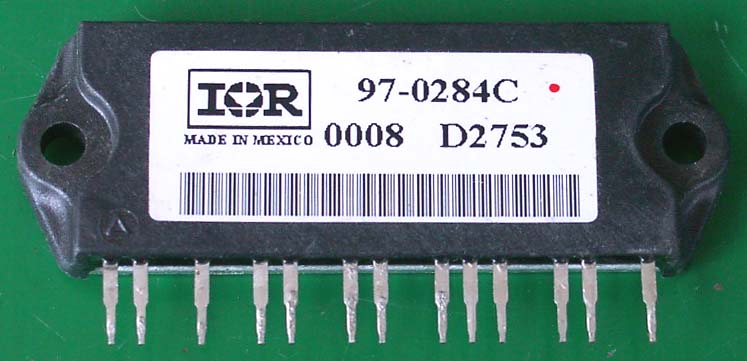 IOR
97-0284C
MADE IN MEXICO
0008 D2753